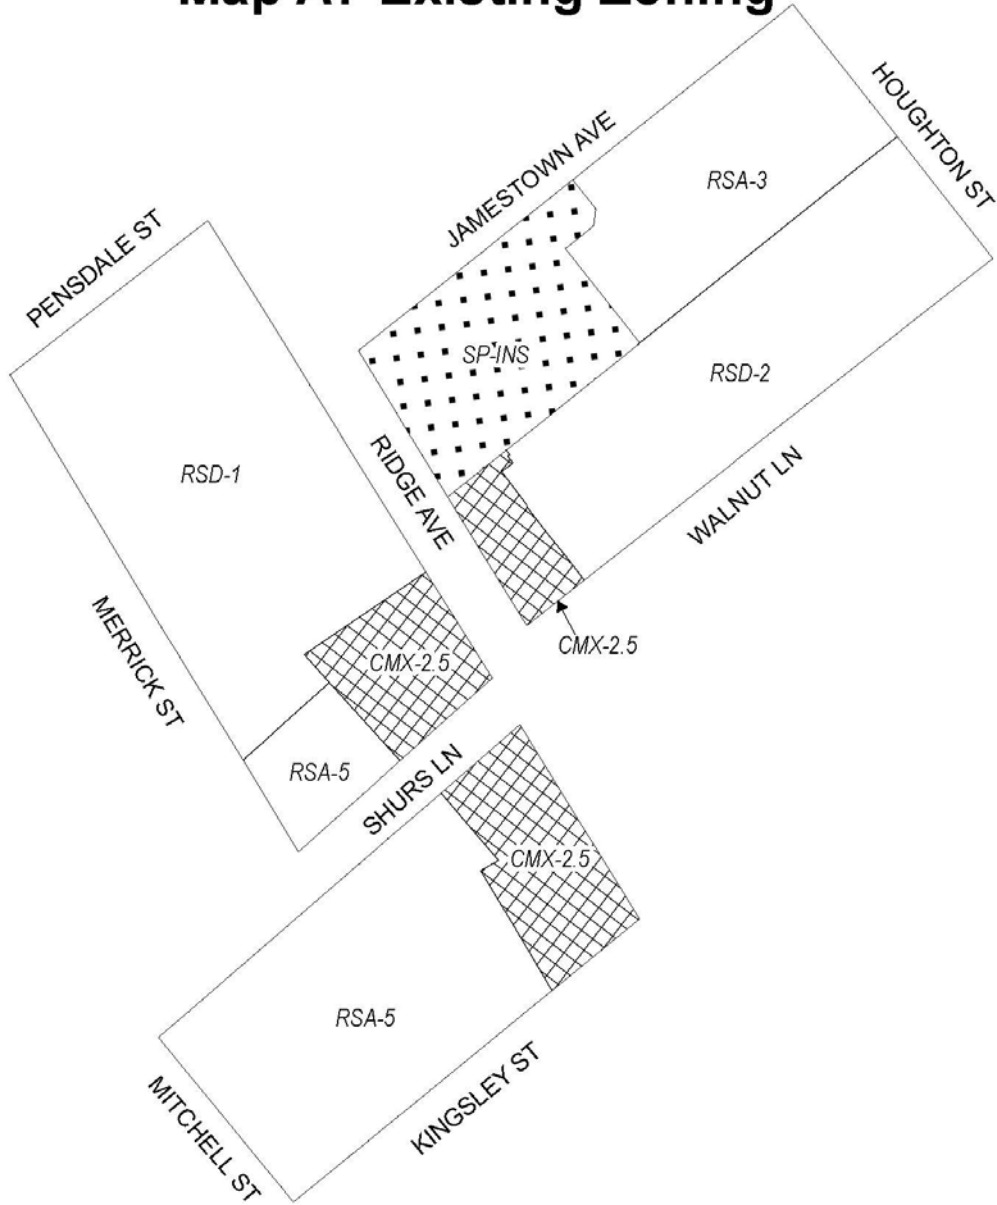 Map A1 Existing Zoning
HOUGHTON ST
JAMESTOWN AVE
RSA-3
PENSDALE ST
SP-INS
RSD-2
RSD-1
RIDGE AVE
WALNUT LN
MERRICK ST
CMX-2.5
CMX-2.5
RSA-5
SHURS LN
CMX-2.5
RSA-5
MITCHELL ST
KINGSLEY ST